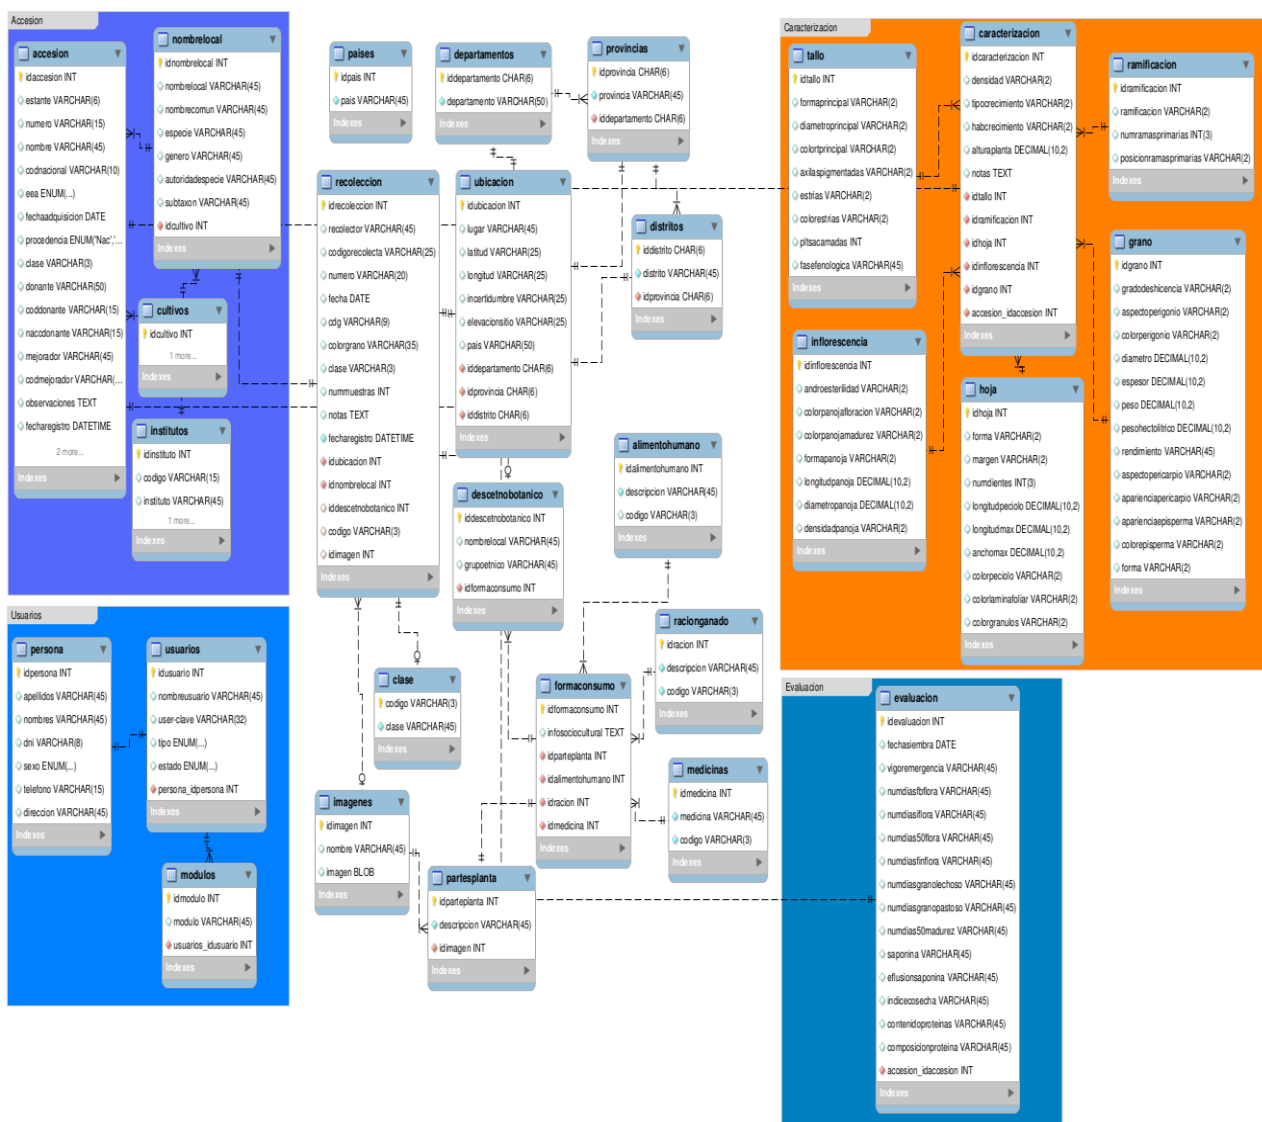 Accesion
accesion
idaccesion INT
estante VARCHAR(6)
numero VARCHAR(15)
nombre VARCHAR(45)
codnacional VARCHAR(10)
eea ENUM(...)
fechaadquisicion DATE
procedencia ENUM('Nac','...
clase VARCHAR(3)
donante VARCHAR(50)
coddonante VARCHAR(15)
naccdonante VARCHAR(15)
mejorador VARCHAR(45)
codmejorador VARCHAR(...
observaciones TEXT
fecharegistro DATETIME
2 more...
Indexes
nombrelocal
idnombrelocal INT
nombrelocal VARCHAR(45)
nombrecomun VARCHAR(45)
especie VARCHAR(45)
genero VARCHAR(45)
autoridadespecie VARCHAR(45)
subtaxon VARCHAR(45)
idcultivo INT
Indexes
cultivos
idcultivo INT
1 more...
Indexes
institutos
idinstituto INT
codigo VARCHAR(15)
instituto VARCHAR(45)
1 more...
Indexes
paises
idpais INT
pais VARCHAR(45)
Indexes
departamentos
iddepartamento CHAR(6)
departamento VARCHAR(50)
Indexes
provincias
idprovincia CHAR(6)
provincia VARCHAR(45)
iddepartamento CHAR(6)
Indexes
recoleccion
idrecoleccion INT
recolector VARCHAR(45)
codigorecolecta VARCHAR(25)
numero VARCHAR(20)
fecha DATE
cdg VARCHAR(9)
colorgrano VARCHAR(35)
clase VARCHAR(3)
nummuestras INT
notas TEXT
fecharegistro DATETIME
idubicacion INT
idnombrelocal INT
iddescetnobotanico INT
codigo VARCHAR(3)
idimagen INT
Indexes
ubicacion
idubicacion INT
lugar VARCHAR(45)
latitud VARCHAR(25)
longitud VARCHAR(25)
incertidumbre VARCHAR(25)
elevacionsitio VARCHAR(25)
pais VARCHAR(50)
iddepartamento CHAR(6)
idprovincia CHAR(6)
iddistrito CHAR(6)
Indexes
distritos
iddistrito CHAR(6)
distrito VARCHAR(45)
idprovincia CHAR(6)
Indexes
descetnobotanico
iddescetnobotanico INT
nombrelocal VARCHAR(45)
grupoetnico VARCHAR(45)
idformaconsumo INT
Indexes
alimentohumano
idalimentohumano INT
descripcion VARCHAR(45)
codigo VARCHAR(3)
Indexes
clase
codigo VARCHAR(3)
clase VARCHAR(45)
Indexes
formaconsumo
idformaconsumo INT
infosociocultural TEXT
idparteplanta INT
idalimentohumano INT
idracion INT
idmedicina INT
Indexes
racionganado
idracion INT
descripcion VARCHAR(45)
codigo VARCHAR(3)
Indexes
medicinas
idmedicina INT
medicina VARCHAR(45)
codigo VARCHAR(3)
Indexes
imagenes
idimagen INT
nombre VARCHAR(45)
imagen BLOB
Indexes
partesplanta
idparteplanta INT
descripcion VARCHAR(45)
idimagen INT
Indexes
Usuarios
persona
idpersona INT
apellidos VARCHAR(45)
nombres VARCHAR(45)
dni VARCHAR(8)
sexo ENUM(...)
telefono VARCHAR(15)
direccion VARCHAR(45)
Indexes
usuarios
idusuario INT
nombreusuario VARCHAR(45)
user-clave VARCHAR(32)
tipo ENUM(...)
estado ENUM(...)
persona_idpersona INT
Indexes
modulos
idmodulo INT
modulo VARCHAR(45)
usuarios_idusuario INT
Indexes
Caracterizacion
tallo
idtallo INT
formaprincipal VARCHAR(2)
diametroprincipal VARCHAR(2)
colortprincipal VARCHAR(2)
axilaspigmentadas VARCHAR(2)
estrias VARCHAR(2)
colorestrias VARCHAR(2)
pltsacamadas INT
fasefenologica VARCHAR(45)
Indexes
caracterizacion
idcaracterizacion INT
densidad VARCHAR(2)
tipocrecimiento VARCHAR(2)
habcrecimiento VARCHAR(2)
alturaplanta DECIMAL(10,2)
notas TEXT
idtallo INT
idramificacion INT
idhoja INT
idinflorescencia INT
idgrano INT
accesion_idaccesion INT
Indexes
ramificacion
idramificacion INT
ramificacion VARCHAR(2)
numramasprimarias INT(3)
posicionramasprimarias VARCHAR(2)
Indexes
inflorescencia
idinflorescencia INT
androesterilidad VARCHAR(2)
colorpanojafloracion VARCHAR(2)
colorpanojamadurez VARCHAR(2)
formapanoja VARCHAR(2)
longitudpanoja DECIMAL(10,2)
diametropanoja DECIMAL(10,2)
densidadpanoja VARCHAR(2)
Indexes
hoja
idhoja INT
forma VARCHAR(2)
margen VARCHAR(2)
numdientes INT(3)
longitudpeciolo DECIMAL(10,2)
longitudmax DECIMAL(10,2)
anchomax DECIMAL(10,2)
colorpeciolo VARCHAR(2)
colorlaminafoliar VARCHAR(2)
colorgranulos VARCHAR(2)
Indexes
grano
idgrano INT
gradodeshicencia VARCHAR(2)
aspectoperigonio VARCHAR(2)
colorperigonio VARCHAR(2)
diametro DECIMAL(10,2)
espesor DECIMAL(10,2)
peso DECIMAL(10,2)
pesohectolitrico DECIMAL(10,2)
rendimiento VARCHAR(45)
aspectopericarpio VARCHAR(2)
aparienciapericarpio VARCHAR(2)
aparienciaepisperma VARCHAR(2)
colorepisperma VARCHAR(2)
forma VARCHAR(2)
Indexes
Evaluacion
evaluacion
idevaluacion INT
fechasiembra DATE
vigoremergencia VARCHAR(45)
numdiasfbflora VARCHAR(45)
numdiasiflora VARCHAR(45)
numdias50flora VARCHAR(45)
numdiasfinflora VARCHAR(45)
numdiasgranolechoso VARCHAR(45)
numdiasgranopastoso VARCHAR(45)
numdias50madurez VARCHAR(45)
saponina VARCHAR(45)
eflusionsaponina VARCHAR(45)
indicecosecha VARCHAR(45)
contenidoproteinas VARCHAR(45)
composicionproteina VARCHAR(45)
accesion_idaccesion INT
Indexes